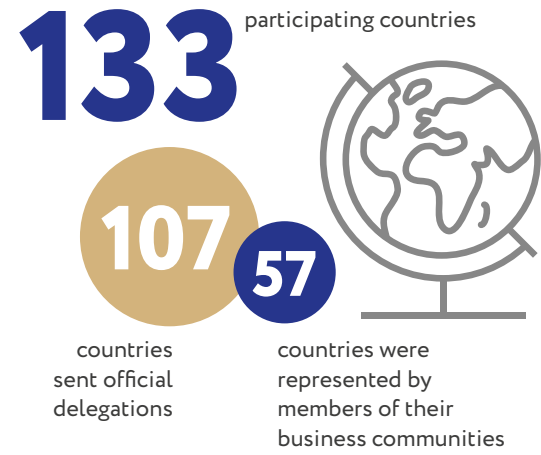 133 participating countries
107
57
countries
sent official
delegations
countries were
represented by
members of their
business communities